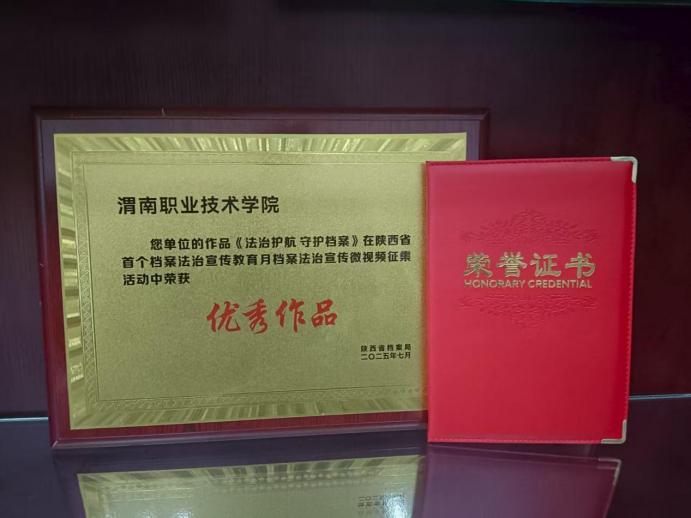 渭南职业技术学院
您单位的作品《法治护航 守护档案》在陕西省
首个档案法治宣传教育月档案法治宣传微视频征集
活动中荣获
优秀作品
陕西省档案局
二〇二五年七月
荣誉证书
HONORARY CREDENTIAL